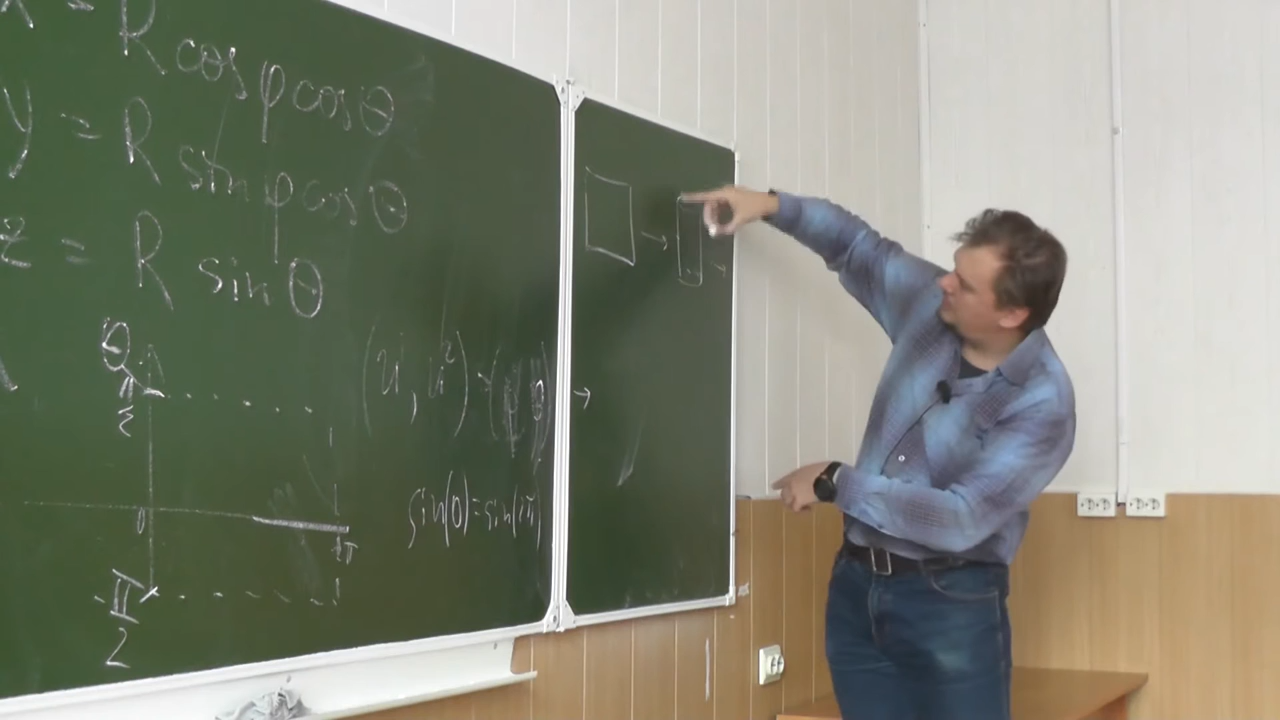 x = R cos φ cos θ
y = R sin φ cos θ
z = R sin θ
θ
π/2
(u¹, u²) = (φ, θ)
0
2π
sin(0) = sin(2π)
-π/2